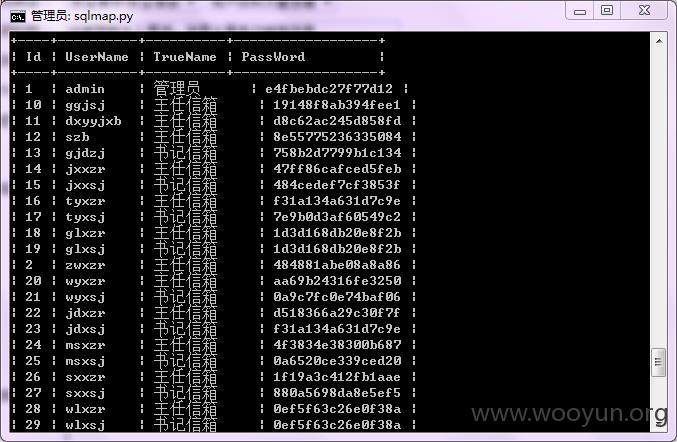 管理员: sqlmap.py
| Id | UserName | TrueName | PassWord |
| 1 | admin | 管理员 | e4fbebdc27f77d12 |
| 10 | ggjsj | 主任信箱 | 19148f8ab394fee1 |
| 11 | dxyyjxb | 主任信箱 | d8c62ac245d858fd |
| 12 | szb | 主任信箱 | 8e55775236335084 |
| 13 | gjdzj | 书记信箱 | 758b2d7799b1c134 |
| 14 | jxxzr | 主任信箱 | 47ff86cafced5feb |
| 15 | jxxsj | 书记信箱 | 484cedef7cf3853f |
| 16 | tyxzr | 主任信箱 | f31a134a631d7c9e |
| 17 | tyxsj | 书记信箱 | 7e9b0d3af60549c2 |
| 18 | glxzr | 主任信箱 | 1d3d168db20e8f2b |
| 19 | glxsj | 书记信箱 | 1d3d168db20e8f2b |
| 2 | zwxzr | 主任信箱 | 484881abe08a8a86 |
| 20 | wyxzr | 主任信箱 | aa69b24316fe3250 |
| 21 | wyxsj | 书记信箱 | 0a9c7fc0e74baf06 |
| 22 | jdxzr | 主任信箱 | d518366a29c30f7f |
| 23 | jdxsj | 书记信箱 | f31a134a631d7c9e |
| 24 | msxzr | 主任信箱 | 4f3834e38300b687 |
| 25 | msxsj | 书记信箱 | 0a6520ce339ced20 |
| 26 | sxxzr | 主任信箱 | 1f19a3c412fb1aae |
| 27 | sxxsj | 书记信箱 | 880a5698da8e5ef5 |
| 28 | wlxzr | 主任信箱 | 0ef5f63c26e0f38a |
| 29 | wlxsj | 书记信箱 | 0ef5f63c26e0f38a |
www.wooyun.org